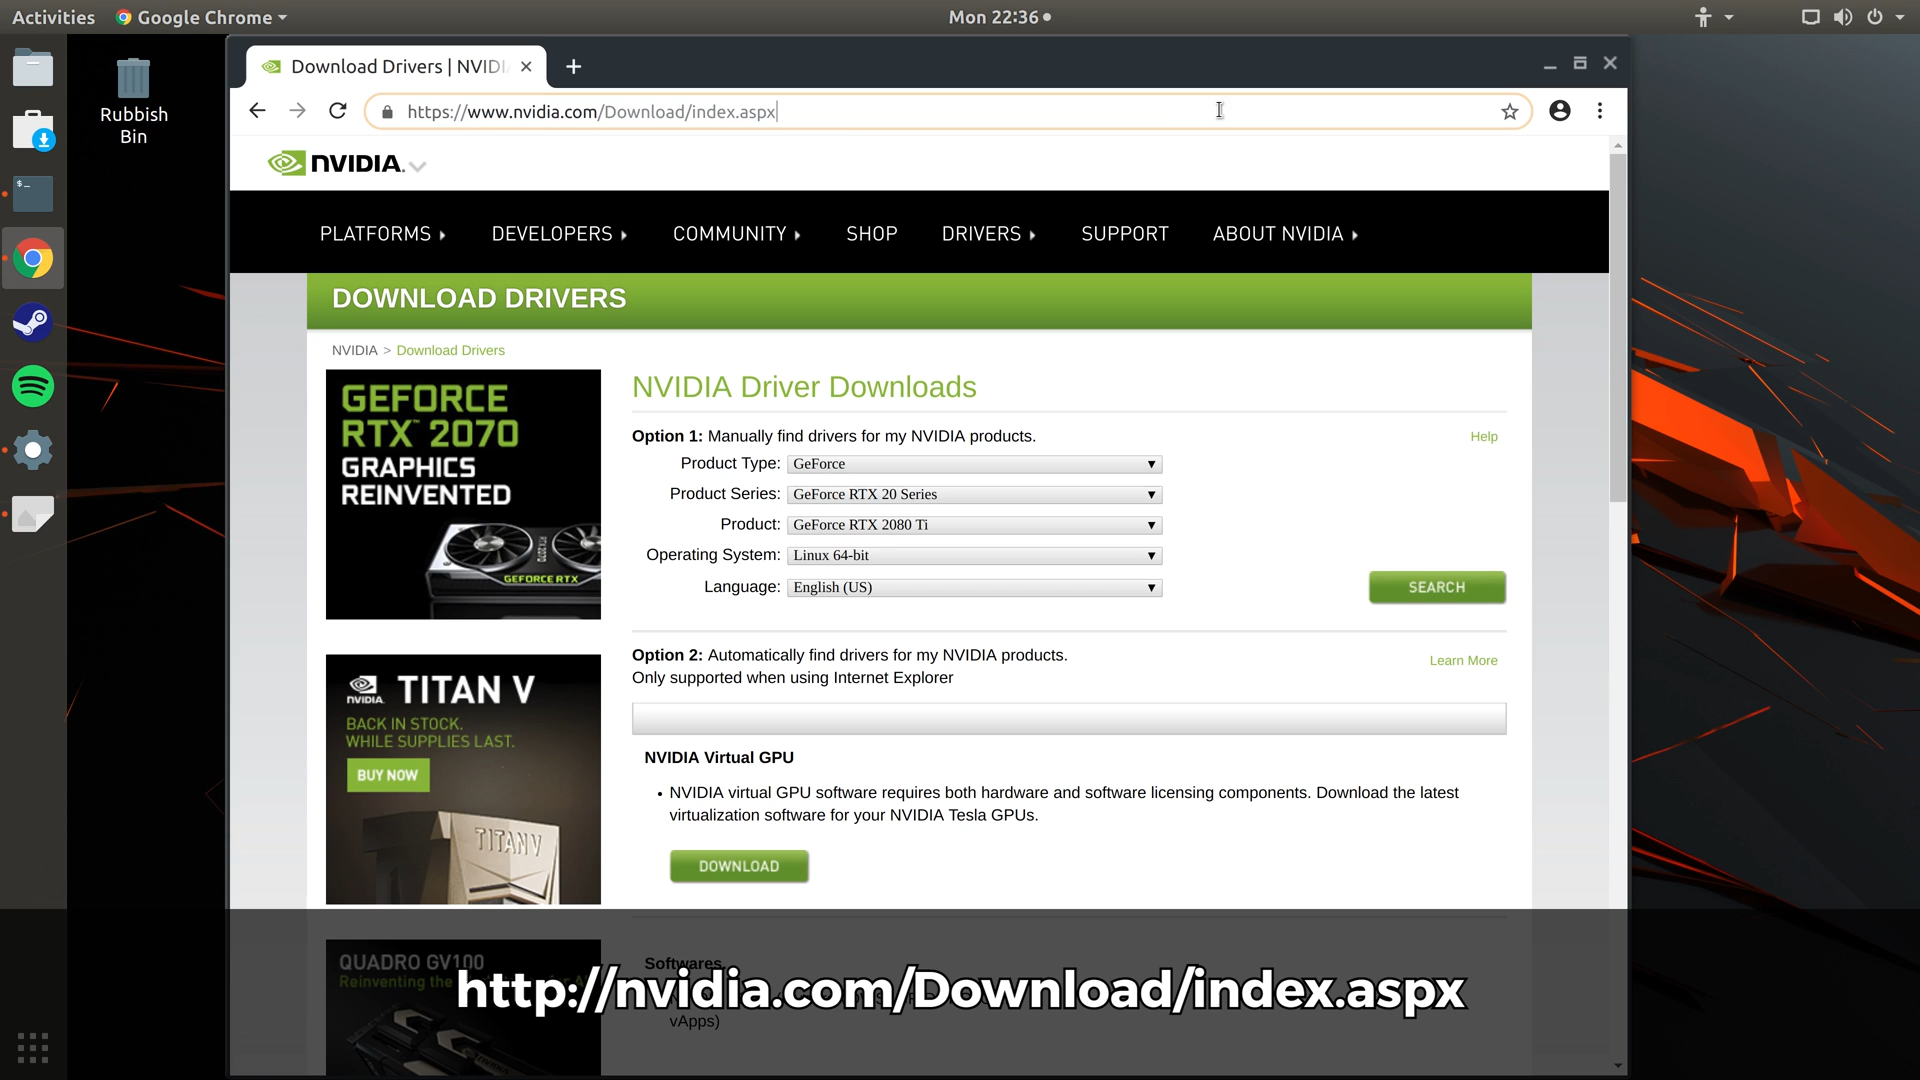 Activities
Google Chrome
Mon 22:36
Rubbish
Bin
Download Drivers | NVIDI
https://www.nvidia.com/Download/index.aspx
NVIDIA.
PLATFORMS
DEVELOPERS
COMMUNITY
SHOP
DRIVERS
SUPPORT
ABOUT NVIDIA
DOWNLOAD DRIVERS
NVIDIA > Download Drivers
GEFORCE
RTX™ 2070
GRAPHICS
REINVENTED
RTX 2070
GEFORCE RTX
NVIDIA Driver Downloads
Option 1: Manually find drivers for my NVIDIA products.
Help
Product Type: GeForce
Product Series: GeForce RTX 20 Series
Product: GeForce RTX 2080 Ti
Operating System: Linux 64-bit
Language: English (US)
SEARCH
Option 2: Automatically find drivers for my NVIDIA products.
Only supported when using Internet Explorer
Learn More
NVIDIA.
TITAN V
BACK IN STOCK.
WHILE SUPPLIES LAST.
BUY NOW
TITAN V
NVIDIA Virtual GPU
• NVIDIA virtual GPU software requires both hardware and software licensing components. Download the latest
virtualization software for your NVIDIA Tesla GPUs.
DOWNLOAD
QUADRO GV100
Reinventing the
Softwares
vApps)
http://nvidia.com/Download/index.aspx